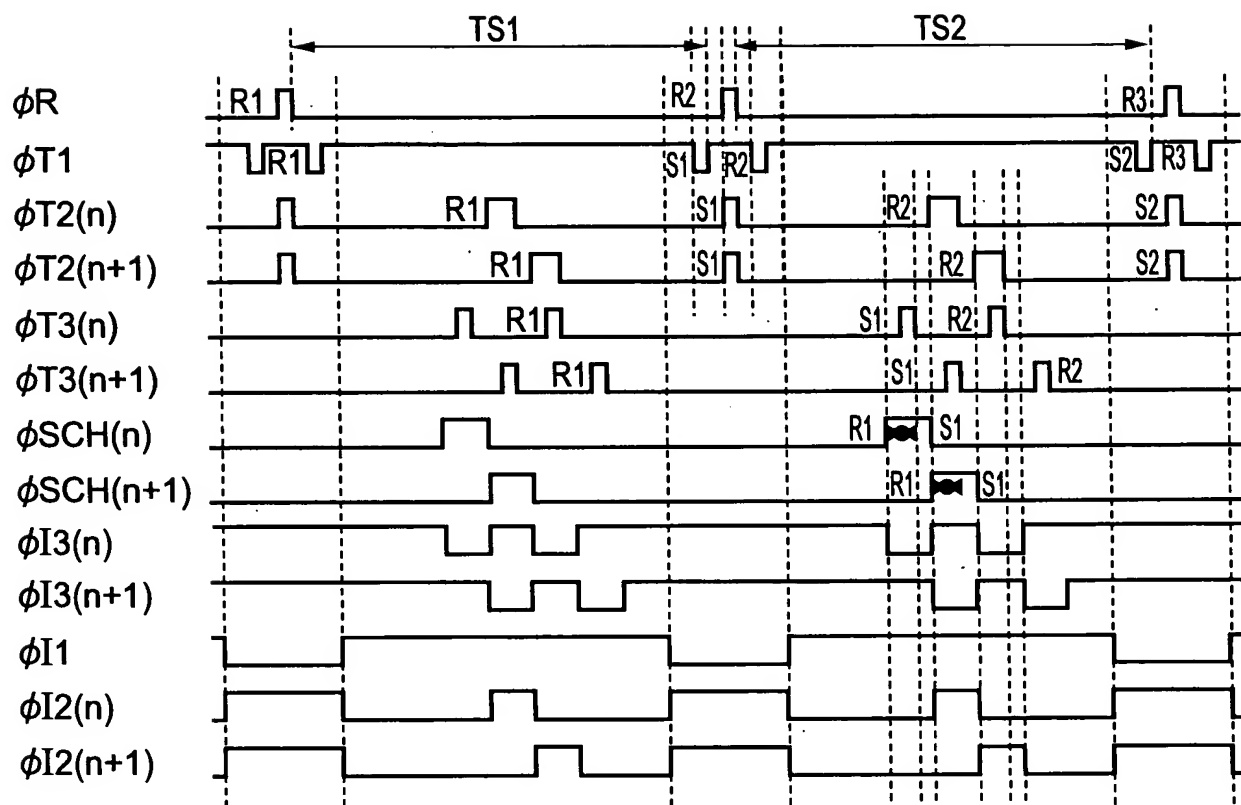 TS1 TS2
ϕR R1 R2 R3
ϕT1 R1 S1 R2 S2 R3
ϕT2(n) R1 S1 R2 S2
ϕT2(n+1) R1 S1 R2 S2
ϕT3(n) R1 S1 R2
ϕT3(n+1) R1 S1 R2
ϕSCH(n) R1 S1
ϕSCH(n+1) R1 S1
ϕI3(n)
ϕI3(n+1)
ϕI1
ϕI2(n)
ϕI2(n+1)